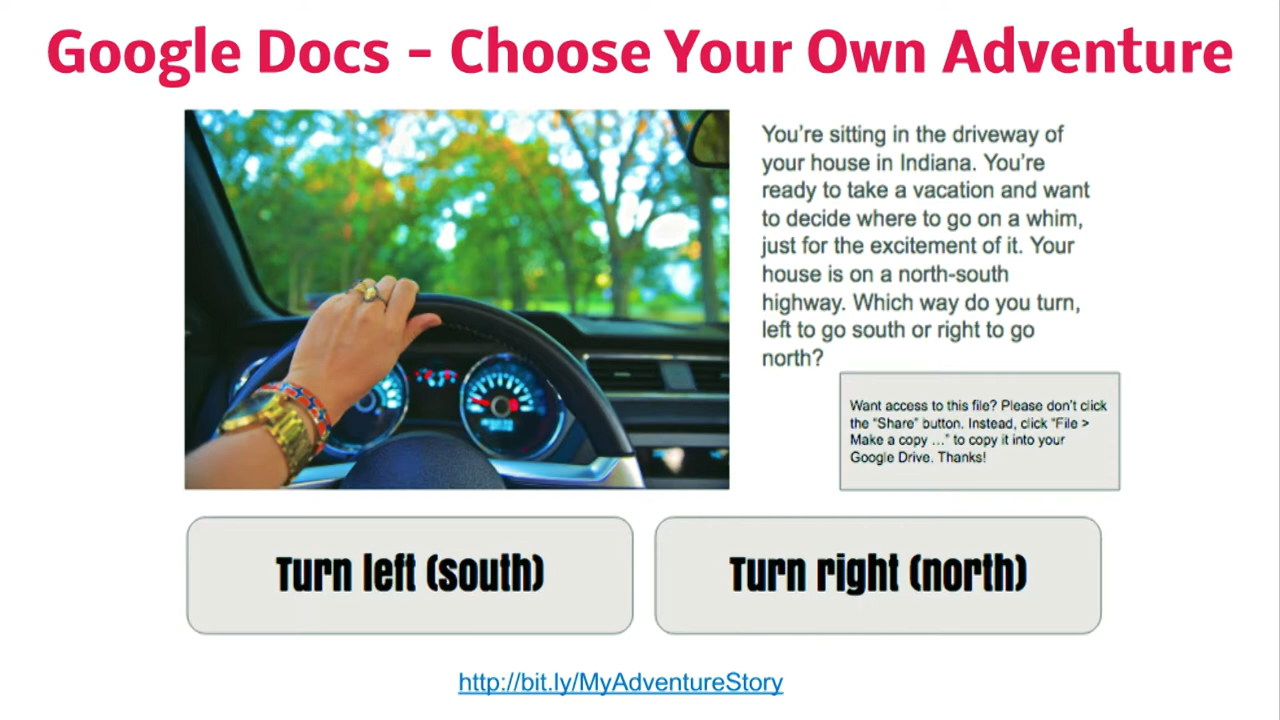 Google Docs - Choose Your Own Adventure
You're sitting in the driveway of
your house in Indiana. You're
ready to take a vacation and want
to decide where to go on a whim,
just for the excitement of it. Your
house is on a north-south
highway. Which way do you turn,
left to go south or right to go
north?
Want access to this file? Please don't click
the "Share" button. Instead, click "File >
Make a copy ..." to copy it into your
Google Drive. Thanks!
Turn left (south)
Turn right (north)
http://bit.ly/MyAdventureStory